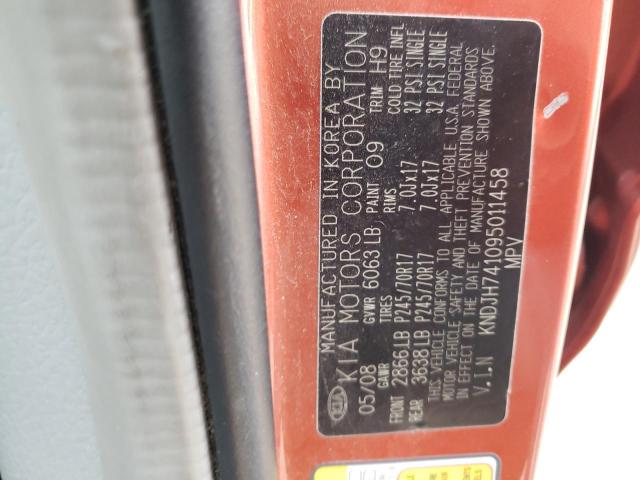 MANUFACTURED IN KOREA BY
KIA KIA MOTORS CORPORATION
05/08 GVWR 6063 LB PAINT O9 TRIM H9
GAWR TIRES RIMS COLD TIRE INFL
FRONT 2866 LB P245/70R17 7.0Jx17 32 PSI SINGLE
REAR 3638 LB P245/70R17 7.0Jx17 32 PSI SINGLE
THIS VEHICLE CONFORMS TO ALL APPLICABLE U.S.A. FEDERAL
MOTOR VEHICLE SAFETY AND THEFT PREVENTION STANDARDS
IN EFFECT ON THE DATE OF MANUFACTURE SHOWN ABOVE.
V.I.N KNDJH741095011458
MPV